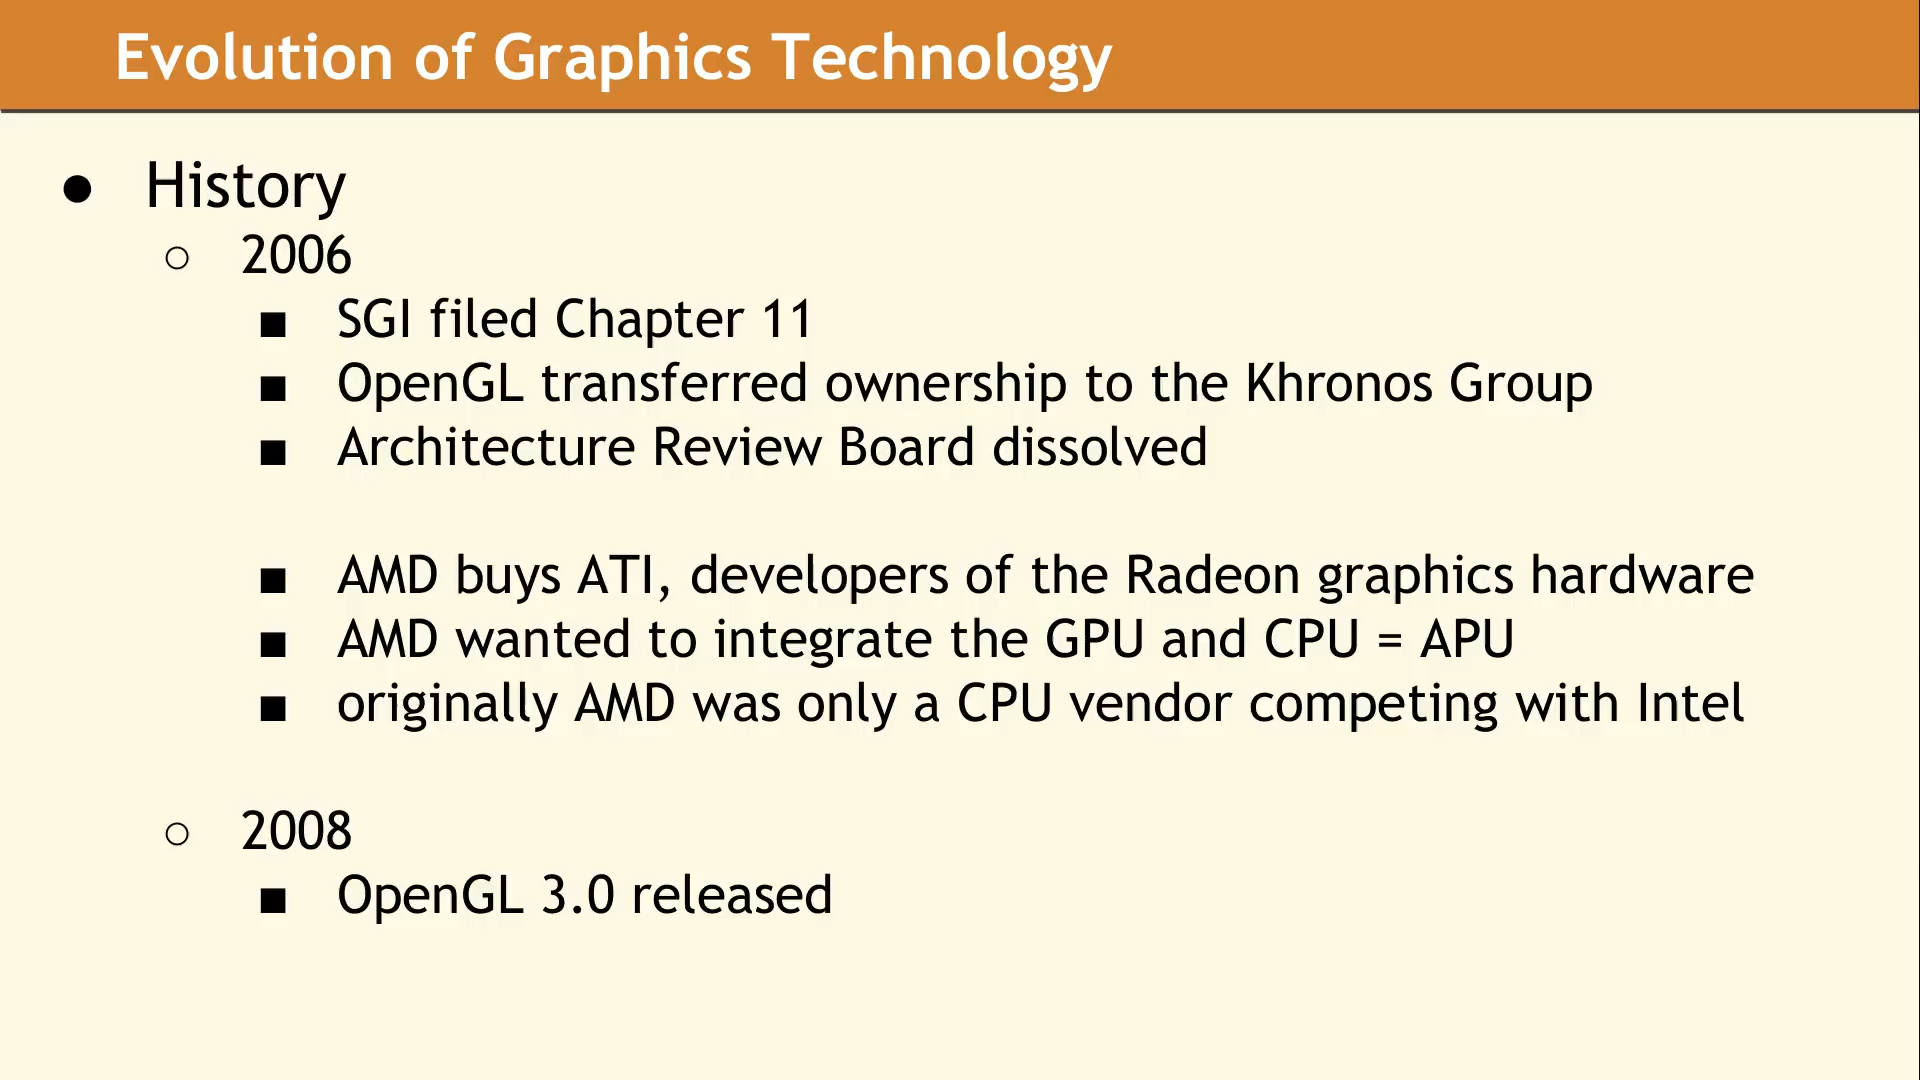 Evolution of Graphics Technology
● History
○ 2006
■ SGI filed Chapter 11
■ OpenGL transferred ownership to the Khronos Group
■ Architecture Review Board dissolved
■ AMD buys ATI, developers of the Radeon graphics hardware
■ AMD wanted to integrate the GPU and CPU = APU
■ originally AMD was only a CPU vendor competing with Intel
○ 2008
■ OpenGL 3.0 released